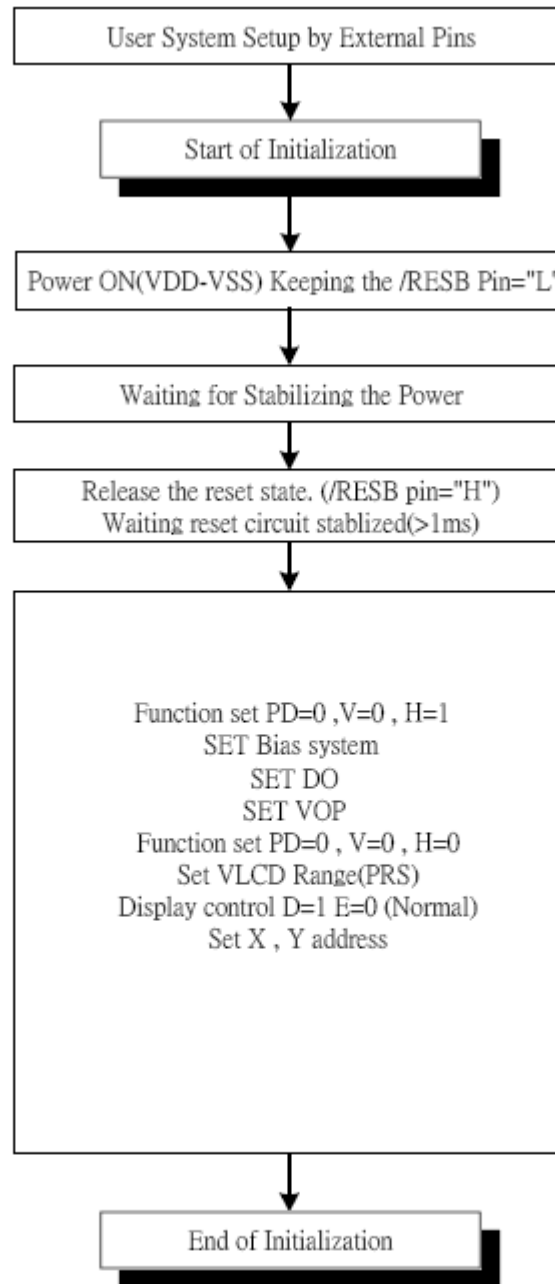 User System Setup by External Pins
Start of Initialization
Power ON(VDD-VSS) Keeping the /RESB Pin="L"
Waiting for Stabilizing the Power
Release the reset state. (/RESB pin="H")
Waiting reset circuit stablized(>1ms)
Function set PD=0 ,V=0 , H=1
SET Bias system
SET DO
SET VOP
Function set PD=0 , V=0 , H=0
Set VLCD Range(PRS)
Display control D=1 E=0 (Normal)
Set X , Y address
End of Initialization